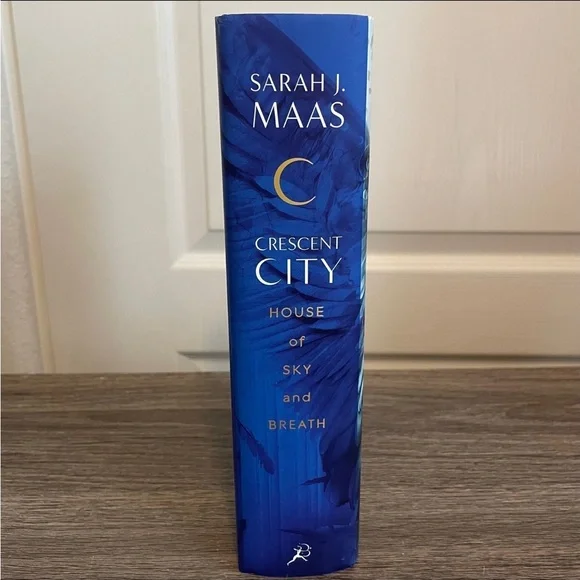 SARAH J.
MAAS
CRESCENT
CITY
HOUSE
of
SKY
and
BREATH